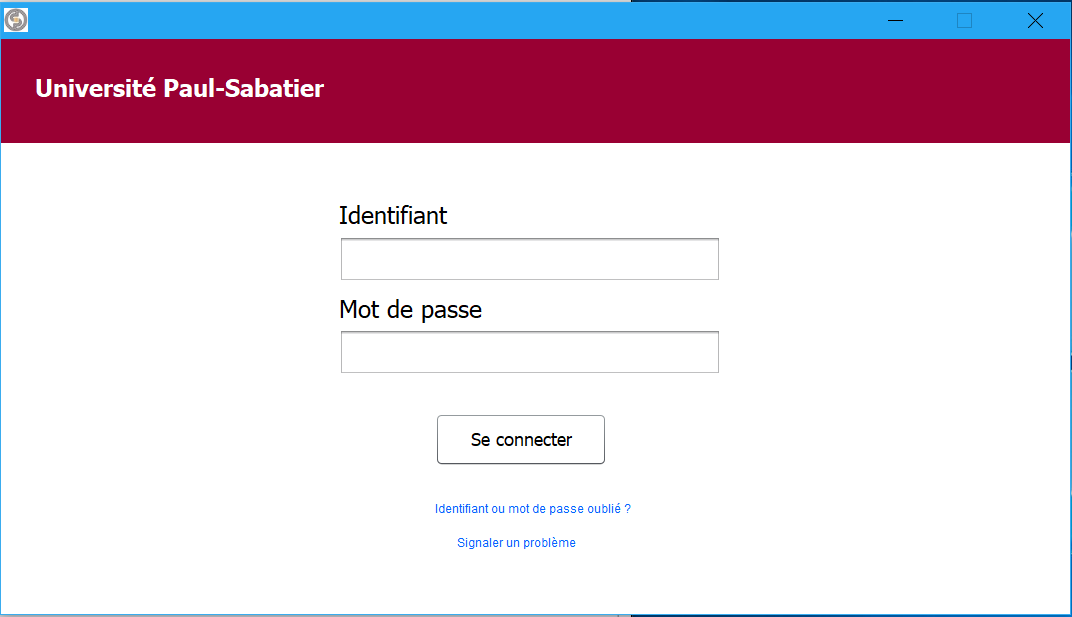 Université Paul-Sabatier
Identifiant
Mot de passe
Se connecter
Identifiant ou mot de passe oublié ?
Signaler un problème